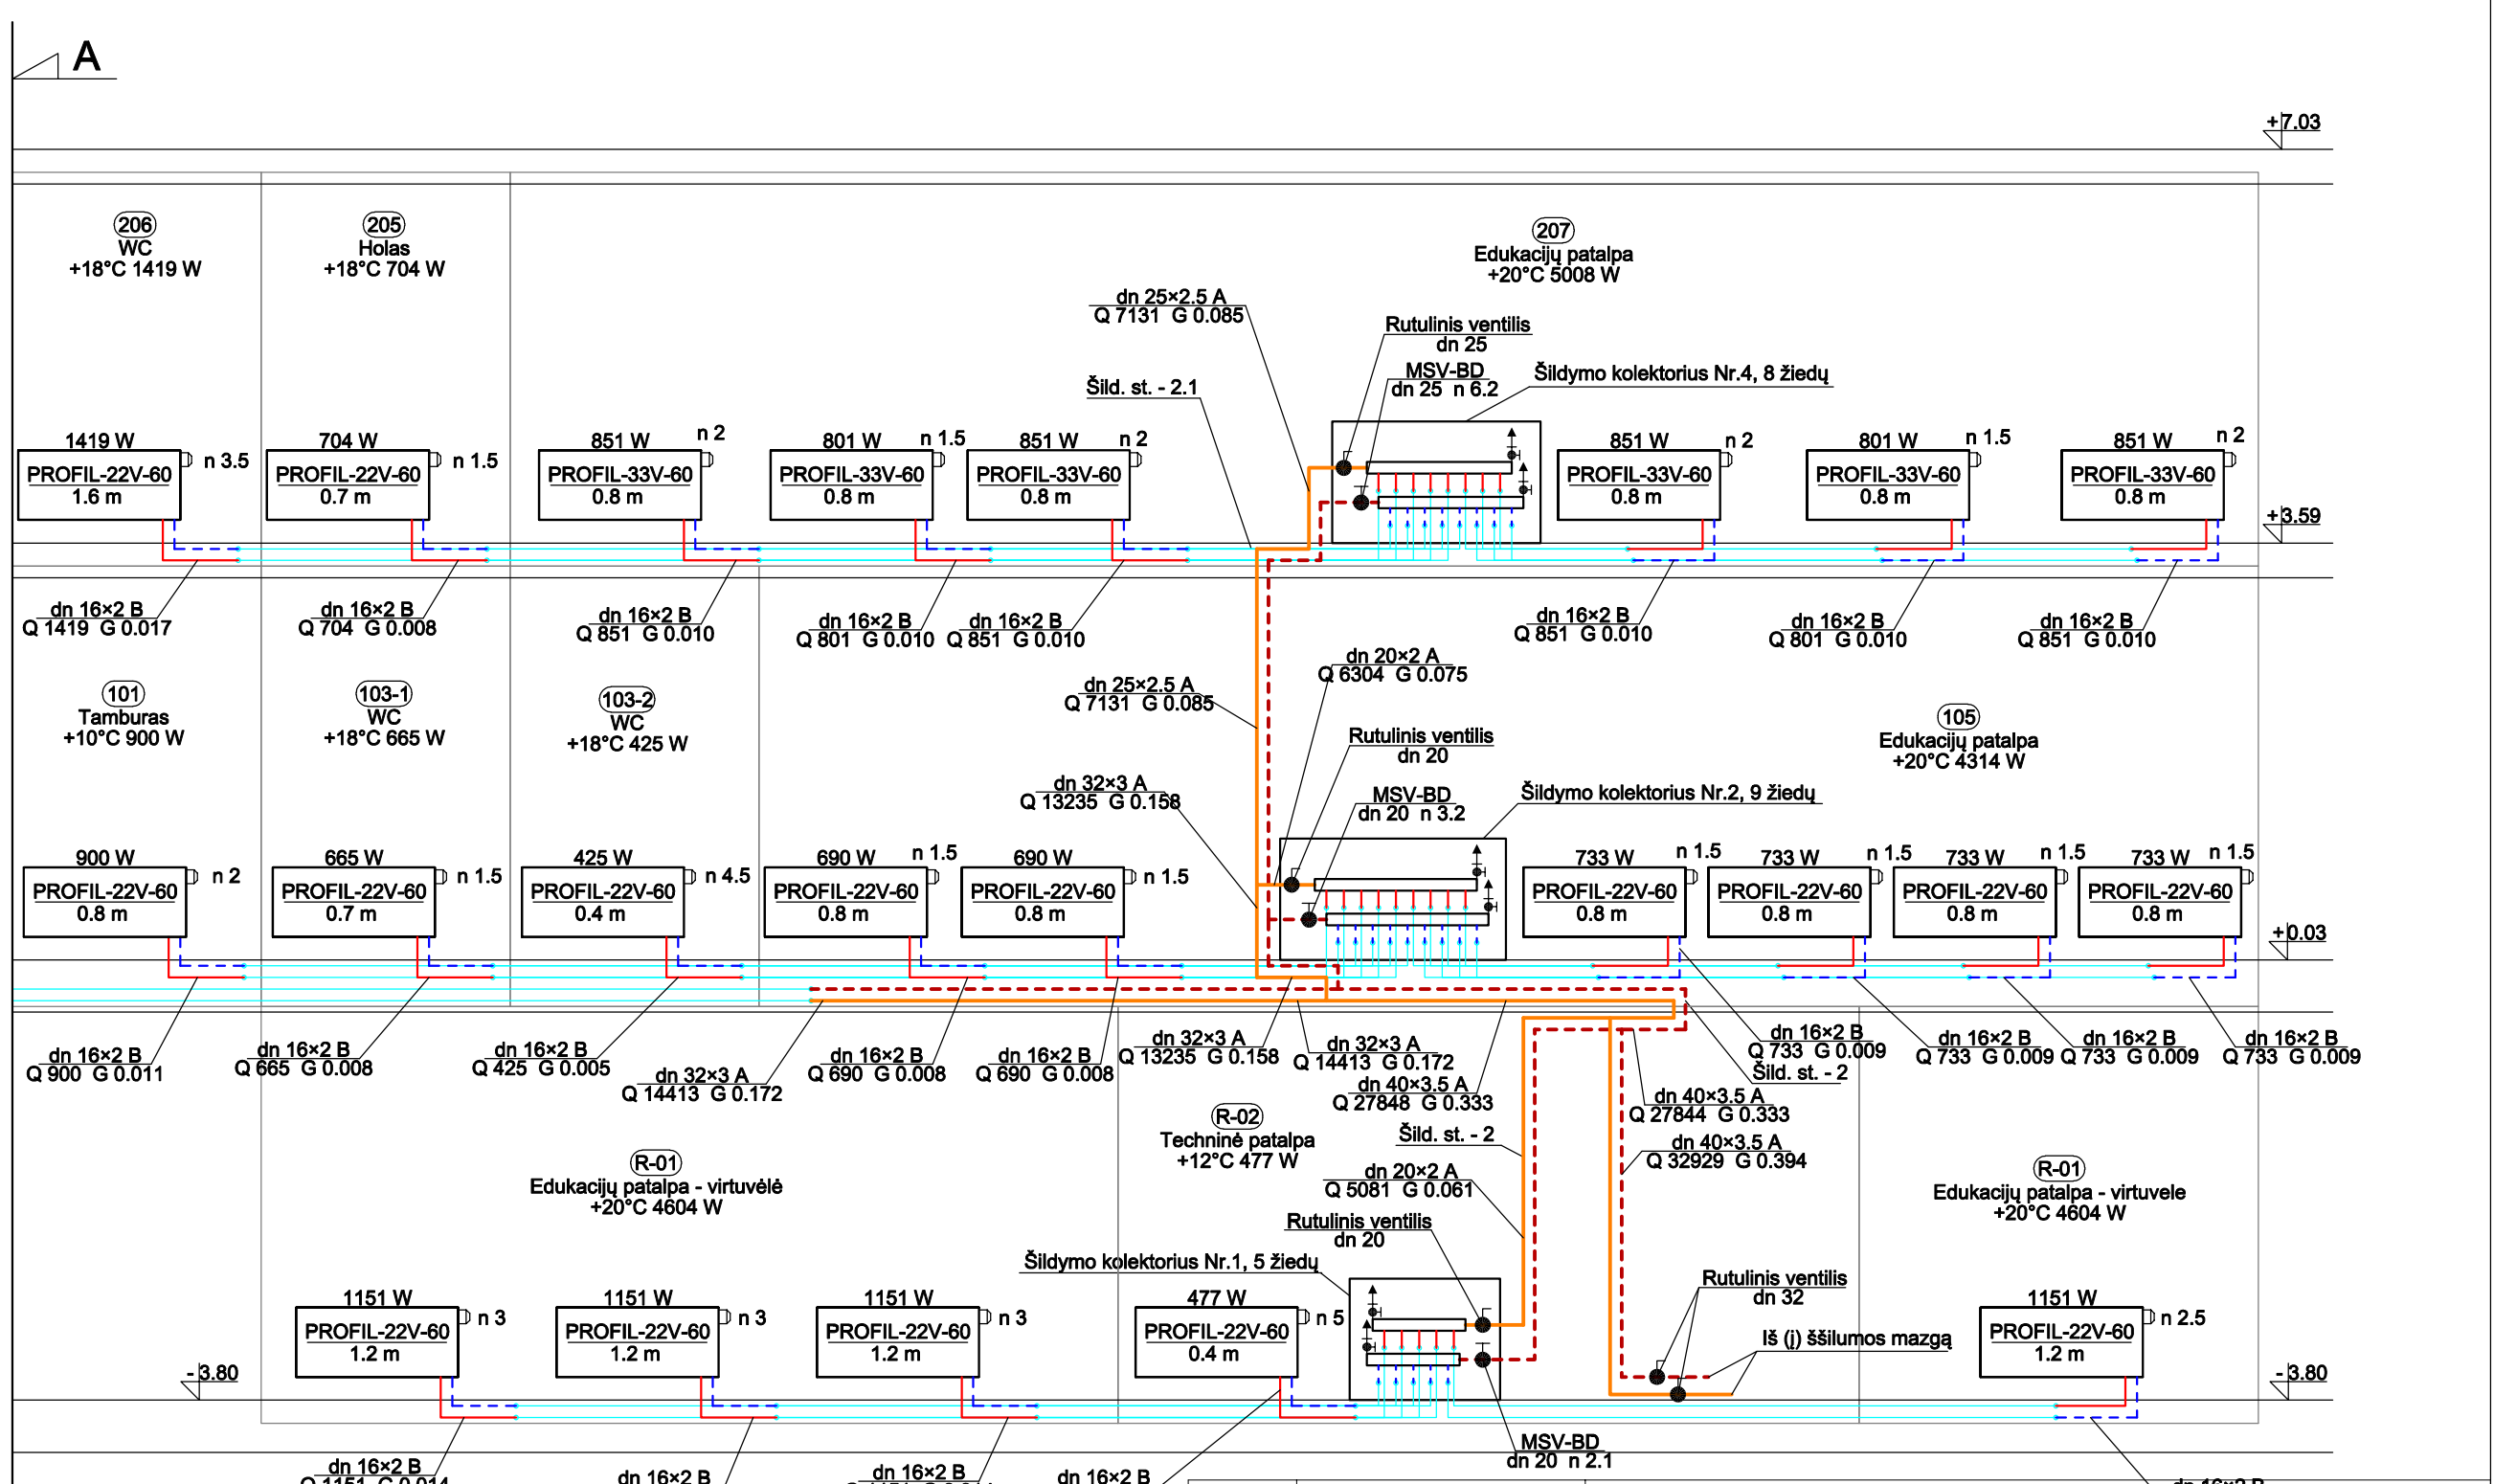 A
+7.03
206
WC
+18°C 1419 W
205
Holas
+18°C 704 W
207
Edukacijų patalpa
+20°C 5008 W
dn 25×2.5 A
Q 7131 G 0.085
Rutulinis ventilis
dn 25
MSV-BD
dn 25 n 6.2
Šildymo kolektorius Nr.4, 8 žiedų
Šild. st. - 2.1
1419 W
PROFIL-22V-60
1.6 m
n 3.5
704 W
PROFIL-22V-60
0.7 m
n 1.5
851 W
PROFIL-33V-60
0.8 m
n 2
801 W
PROFIL-33V-60
0.8 m
n 1.5
851 W
PROFIL-33V-60
0.8 m
n 2
851 W
PROFIL-33V-60
0.8 m
n 2
801 W
PROFIL-33V-60
0.8 m
n 1.5
851 W
PROFIL-33V-60
0.8 m
n 2
+3.59
dn 16×2 B
Q 1419 G 0.017
dn 16×2 B
Q 704 G 0.008
dn 16×2 B
Q 851 G 0.010
dn 16×2 B
Q 801 G 0.010
dn 16×2 B
Q 851 G 0.010
dn 16×2 B
Q 851 G 0.010
dn 16×2 B
Q 801 G 0.010
dn 16×2 B
Q 851 G 0.010
101
Tamburas
+10°C 900 W
103-1
WC
+18°C 665 W
103-2
WC
+18°C 425 W
dn 25×2.5 A
Q 7131 G 0.085
dn 20×2 A
Q 6304 G 0.075
Rutulinis ventilis
dn 20
105
Edukacijų patalpa
+20°C 4314 W
dn 32×3 A
Q 13235 G 0.158
MSV-BD
dn 20 n 3.2
Šildymo kolektorius Nr.2, 9 žiedų
900 W
PROFIL-22V-60
0.8 m
n 2
665 W
PROFIL-22V-60
0.7 m
n 1.5
425 W
PROFIL-22V-60
0.4 m
n 4.5
690 W
PROFIL-22V-60
0.8 m
n 1.5
690 W
PROFIL-22V-60
0.8 m
n 1.5
733 W
PROFIL-22V-60
0.8 m
n 1.5
733 W
PROFIL-22V-60
0.8 m
n 1.5
733 W
PROFIL-22V-60
0.8 m
n 1.5
733 W
PROFIL-22V-60
0.8 m
n 1.5
+0.03
dn 16×2 B
Q 900 G 0.011
dn 16×2 B
Q 665 G 0.008
dn 16×2 B
Q 425 G 0.005
dn 32×3 A
Q 14413 G 0.172
dn 16×2 B
Q 690 G 0.008
dn 16×2 B
Q 690 G 0.008
dn 32×3 A
Q 13235 G 0.158
dn 32×3 A
Q 14413 G 0.172
dn 40×3.5 A
Q 27848 G 0.333
dn 16×2 B
Q 733 G 0.009
Šild. st. - 2
dn 16×2 B
Q 733 G 0.009
dn 16×2 B
Q 733 G 0.009
dn 16×2 B
Q 733 G 0.009
dn 40×3.5 A
Q 27844 G 0.333
R-02
Techninė patalpa
+12°C 477 W
Šild. st. - 2
dn 40×3.5 A
Q 32929 G 0.394
R-01
Edukacijų patalpa - virtuvėlė
+20°C 4604 W
dn 20×2 A
Q 5081 G 0.061
R-01
Edukacijų patalpa - virtuvele
+20°C 4604 W
Rutulinis ventilis
dn 20
Šildymo kolektorius Nr.1, 5 žiedų
Rutulinis ventilis
dn 32
Iš (į) ššilumos mazgą
1151 W
PROFIL-22V-60
1.2 m
n 3
1151 W
PROFIL-22V-60
1.2 m
n 3
1151 W
PROFIL-22V-60
1.2 m
n 3
477 W
PROFIL-22V-60
0.4 m
n 5
1151 W
PROFIL-22V-60
1.2 m
n 2.5
- 3.80
- 3.80
MSV-BD
dn 20 n 2.1
dn 16×2 B
Q 1151 G 0.014
dn 16×2 B
dn 16×2 B
dn 16×2 B